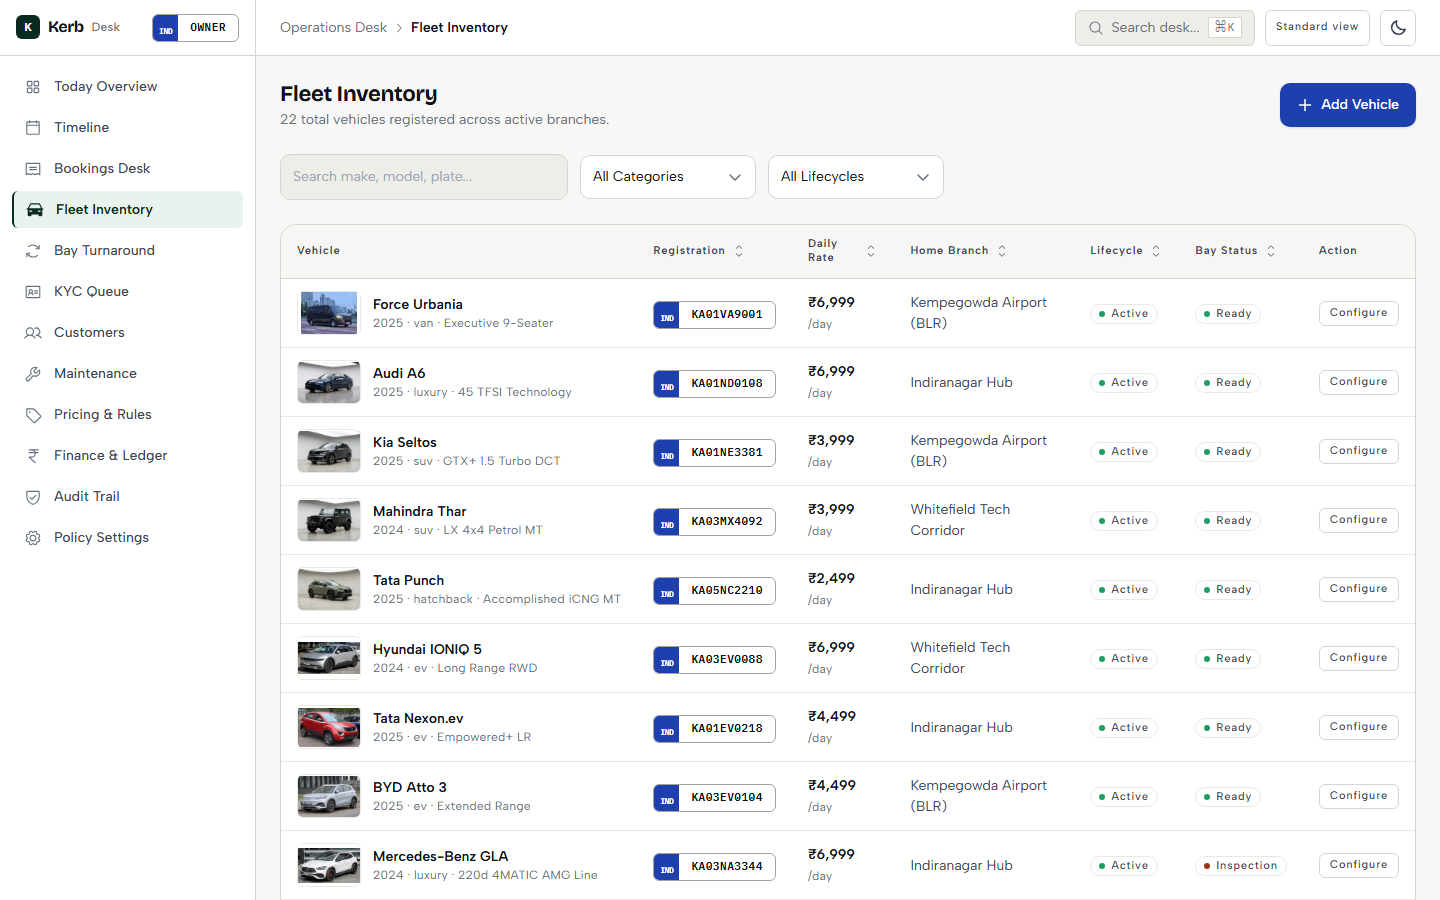 K Kerb Desk IND OWNER
Operations Desk > Fleet Inventory
Search desk... ⌘K
Standard view
Today Overview
Timeline
Bookings Desk
Fleet Inventory
Bay Turnaround
KYC Queue
Customers
Maintenance
Pricing & Rules
₹ Finance & Ledger
Audit Trail
Policy Settings
Fleet Inventory
22 total vehicles registered across active branches.
+ Add Vehicle
Search make, model, plate...
All Categories
All Lifecycles
Vehicle
Registration
Daily
Rate
Home Branch
Lifecycle
Bay Status
Action
Force Urbania
2025 · van · Executive 9-Seater
IND KA01VA9001
₹6,999
/day
Kempegowda Airport
(BLR)
Active
Ready
Configure
Audi A6
2025 · luxury · 45 TFSI Technology
IND KA01ND0108
₹6,999
/day
Indiranagar Hub
Active
Ready
Configure
Kia Seltos
2025 · suv · GTX+ 1.5 Turbo DCT
IND KA01NE3381
₹3,999
/day
Kempegowda Airport
(BLR)
Active
Ready
Configure
Mahindra Thar
2024 · suv · LX 4x4 Petrol MT
IND KA03MX4092
₹3,999
/day
Whitefield Tech
Corridor
Active
Ready
Configure
Tata Punch
2025 · hatchback · Accomplished iCNG MT
IND KA05NC2210
₹2,499
/day
Indiranagar Hub
Active
Ready
Configure
Hyundai IONIQ 5
2024 · ev · Long Range RWD
IND KA03EV0088
₹6,999
/day
Whitefield Tech
Corridor
Active
Ready
Configure
Tata Nexon.ev
2025 · ev · Empowered+ LR
IND KA01EV0218
₹4,499
/day
Indiranagar Hub
Active
Ready
Configure
BYD Atto 3
2025 · ev · Extended Range
IND KA03EV0104
₹4,499
/day
Kempegowda Airport
(BLR)
Active
Ready
Configure
Mercedes-Benz GLA
2024 · luxury · 220d 4MATIC AMG Line
IND KA03NA3344
₹6,999
/day
Indiranagar Hub
Active
Inspection
Configure